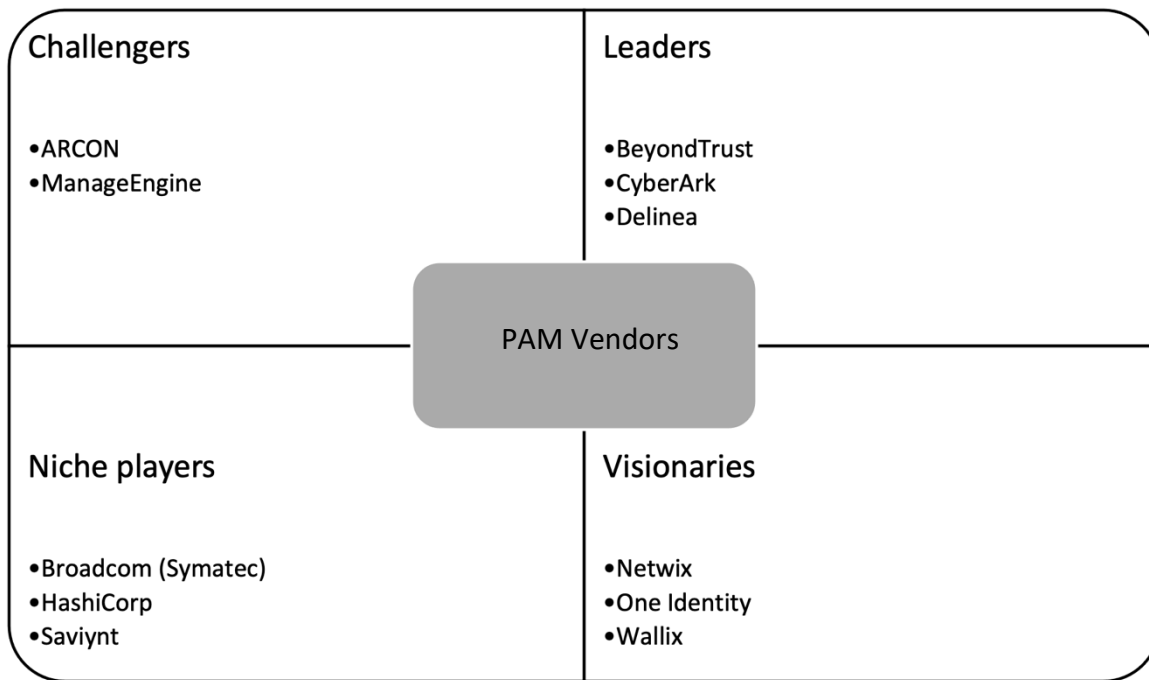 Challengers
•ARCON
•ManageEngine
Leaders
•BeyondTrust
•CyberArk
•Delinea
PAM Vendors
Niche players
•Broadcom (Symatec)
•HashiCorp
•Saviynt
Visionaries
•Netwix
•One Identity
•Wallix